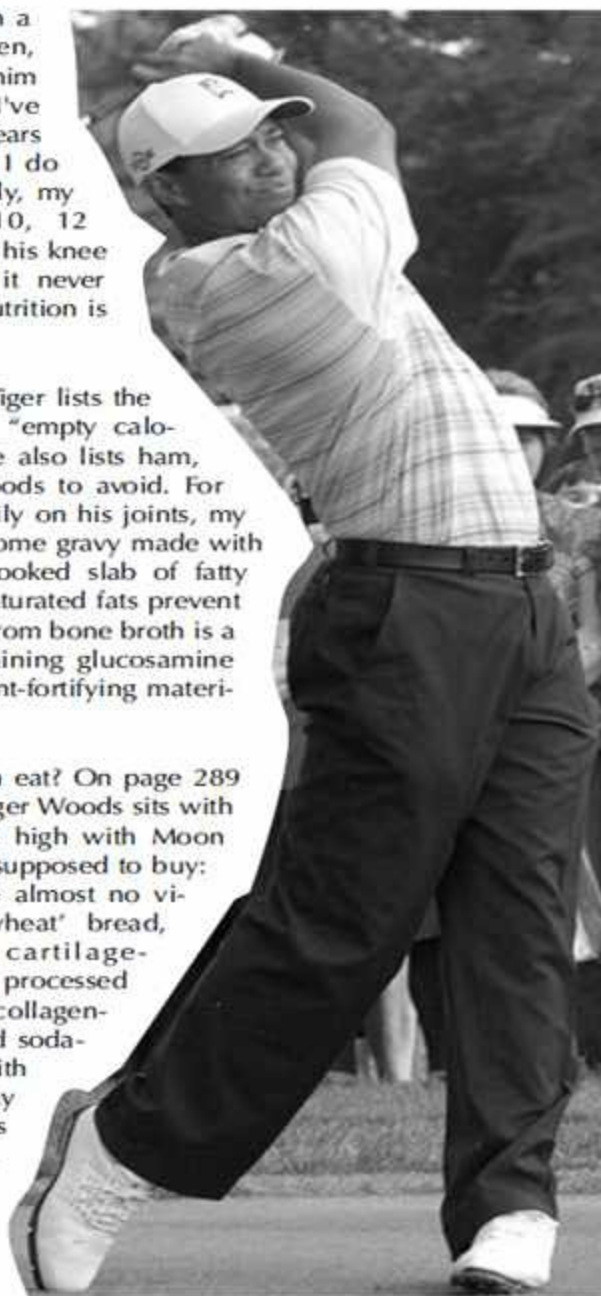 n a
en,
him
I've
ears
I do
ly, my
10, 12
his knee
it never
utrition is
iger lists the
"empty calo-
e also lists ham,
oods to avoid. For
ily on his joints, my
ome gravy made with
ooked slab of fatty
turated fats prevent
rom bone broth is a
aining glucosamine
nt-fortifying materi-
n eat? On page 289
ger Woods sits with
high with Moon
supposed to buy:
almost no vi-
wheat' bread,
cartilage-
processed
collagen-
d soda-
ith
y
s